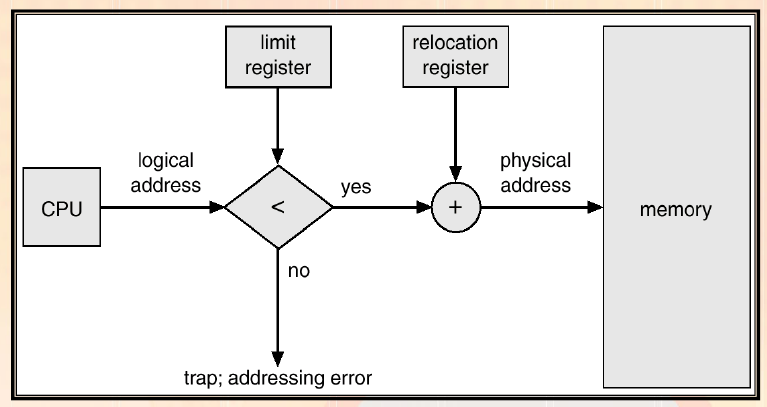 limit
register
relocation
register
logical
address
yes
physical
address
CPU
<
+
memory
no
trap; addressing error